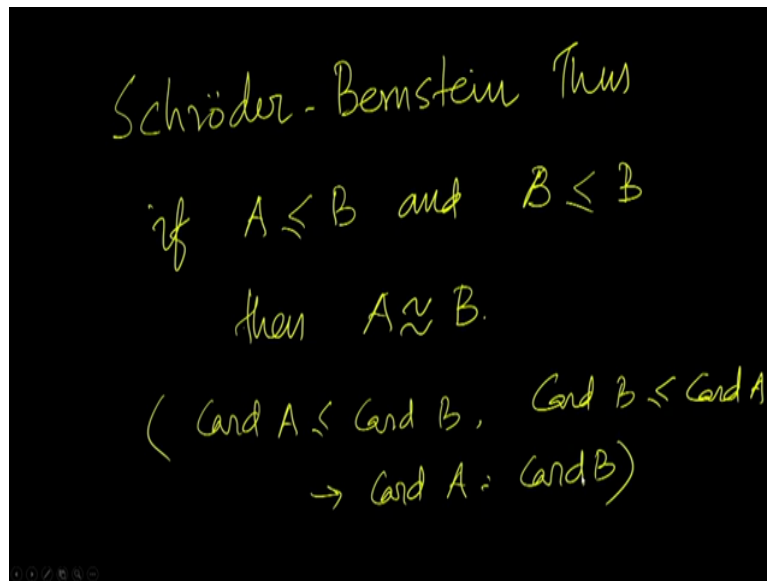 Schröder-Bernstein Thm
if A ≤ B and B ≤ B
then A ≈ B.
( Card A ≤ Card B, Card B ≤ Card A
→ Card A = Card B)